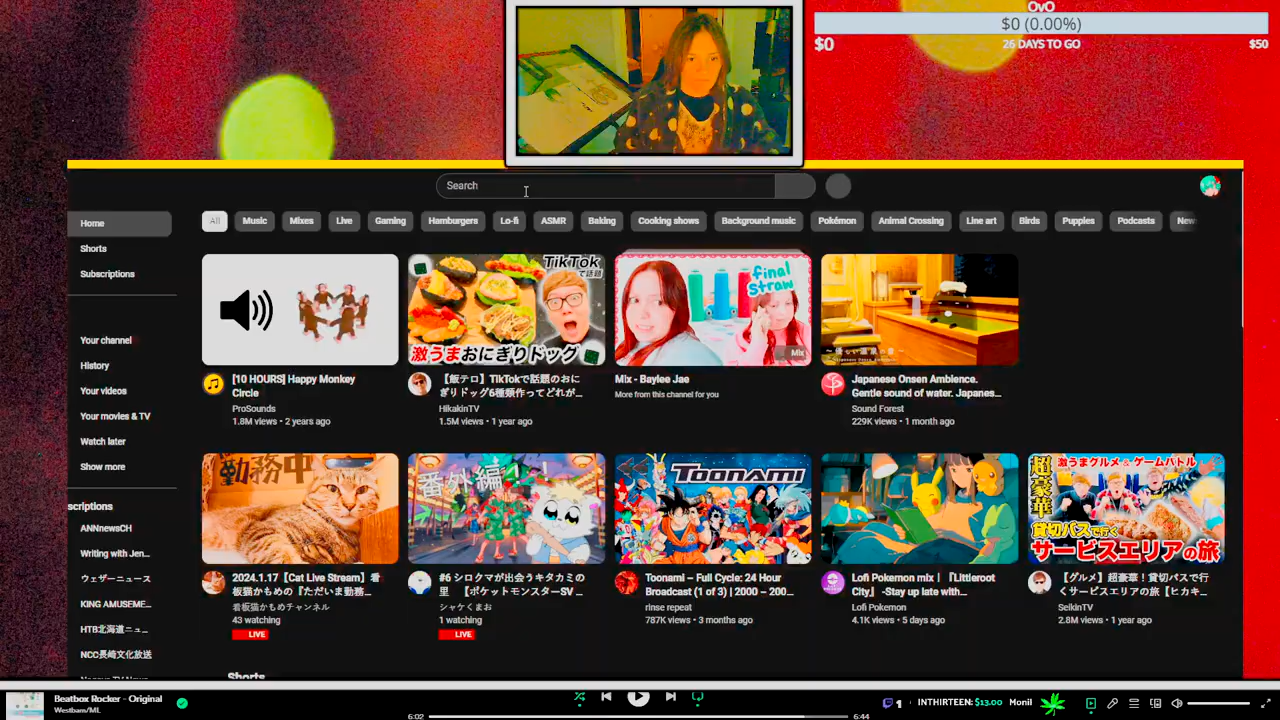 OvO
$0 (0.00%)
$0
26 DAYS TO GO
$50
Search
Home
Shorts
Subscriptions
Your channel
History
Your videos
Your movies & TV
Watch later
Show more
scriptions
ANNnewsCH
Writing with Jen...
ウェザーニュース
KING AMUSEME...
HTB北海道ニュ...
NCC長崎文化放送
All
Music
Mixes
Live
Gaming
Hamburgers
Lo-fi
ASMR
Baking
Cooking shows
Background music
Pokémon
Animal Crossing
Line art
Birds
Puppies
Podcasts
New
[10 HOURS] Happy Monkey
Circle
ProSounds
1.8M views • 2 years ago
TikTok
で話題
激うまおにぎりドッグ
【飯テロ】TikTokで話題のおに
ぎりドッグ6種類作ってどれが...
HikakinTV
1.5M views • 1 year ago
final
straw
Mix
Mix - Baylee Jae
More from this channel for you
Japanese Onsen Ambience.
Gentle sound of water. Japanes...
Sound Forest
229K views • 1 month ago
勤務中
2024.1.17【Cat Live Stream】看
板猫かもめの『ただいま勤務...
看板猫かもめチャンネル
43 watching
LIVE
番外編
#6 シロクマが出会うキタカミの
里 【ポケットモンスターSV ...
シャケくまお
1 watching
LIVE
TOONAMI
Toonami – Full Cycle: 24 Hour
Broadcast (1 of 3) | 2000 – 200...
rinse repeat
787K views • 3 months ago
Lofi Pokemon mix | 『Littleroot
City』 -Stay up late with...
Lofi Pokemon
4.1K views • 5 days ago
激うまグルメ & ゲームバトル
超豪華
貸切バスで行く
サービスエリアの旅
【グルメ】超豪華！貸切バスで行
くサービスエリアの旅【ヒカキ...
SeikinTV
2.8M views • 1 year ago
Shorts
Beatbox Rocker - Original
Westbam/ML
6:02
6:44
1
INTHIRTEEN: $13.00
Monil